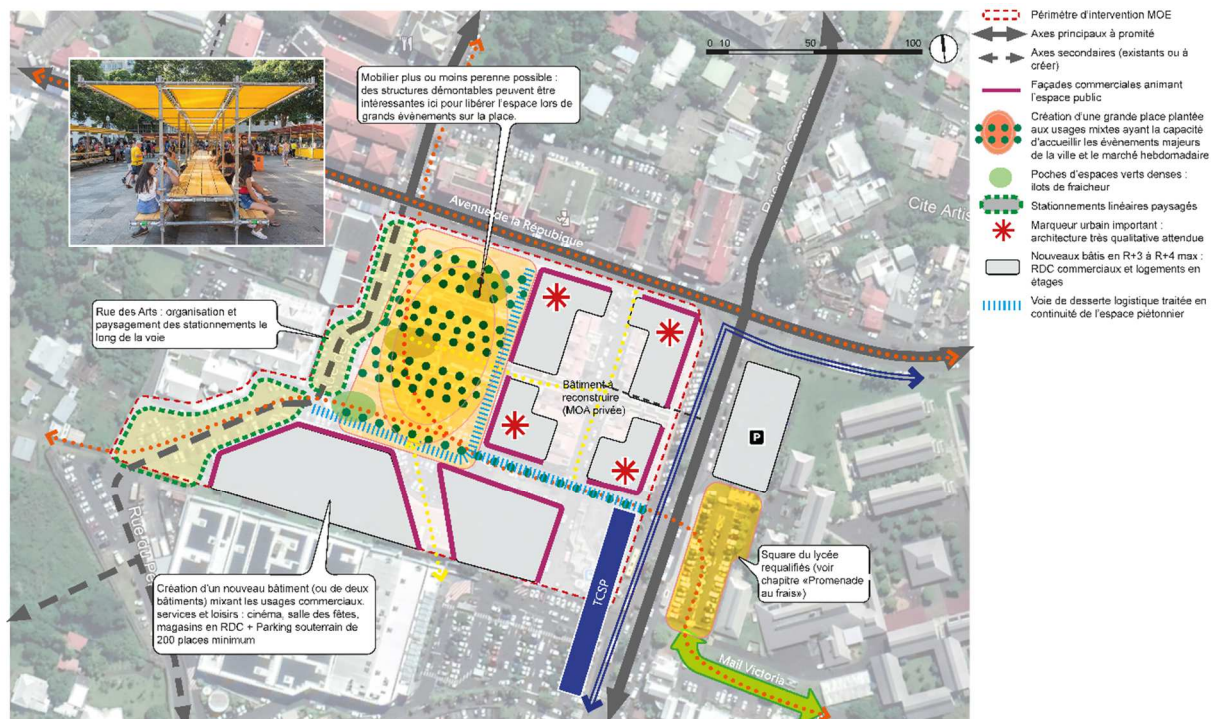 0 10 50 100
Mobilier plus ou moins perenne possible :
des structures démontables peuvent être
intéressantes ici pour libérer l'espace lors de
grands évènements sur la place.
Avenue de la Répubique
Cite Artis
Rue des Arts : organisation et
paysagement des stationnements le
long de la voie
Bâtiment à
reconstruire
(MOA privée)
P
TCSP
Square du lycée
requalifiés (voir
chapitre «Promenade
au frais»)
Mail Victoria
Création d'un nouveau bâtiment (ou de deux
bâtiments) mixant les usages commerciaux,
services et loisirs : cinéma, salle des fêtes,
magasins en RDC + Parking souterrain de
200 places minimum
Périmètre d'intervention MOE
Axes principaux à promité
Axes secondaires (existants ou à
créer)
Façades commerciales animant
l'espace public
Création d'une grande place plantée
aux usages mixtes ayant la capacité
d'accueillir les évènements majeurs
de la ville et le marché hebdomadaire
Poches d'espaces verts denses :
ilots de fraicheur
Stationnements linéaires paysagés
Marqueur urbain important :
architecture très qualitative attendue
Nouveaux bâtis en R+3 à R+4 max :
RDC commerciaux et logements en
étages
Voie de desserte logistique traitée en
continuité de l'espace piétonnier